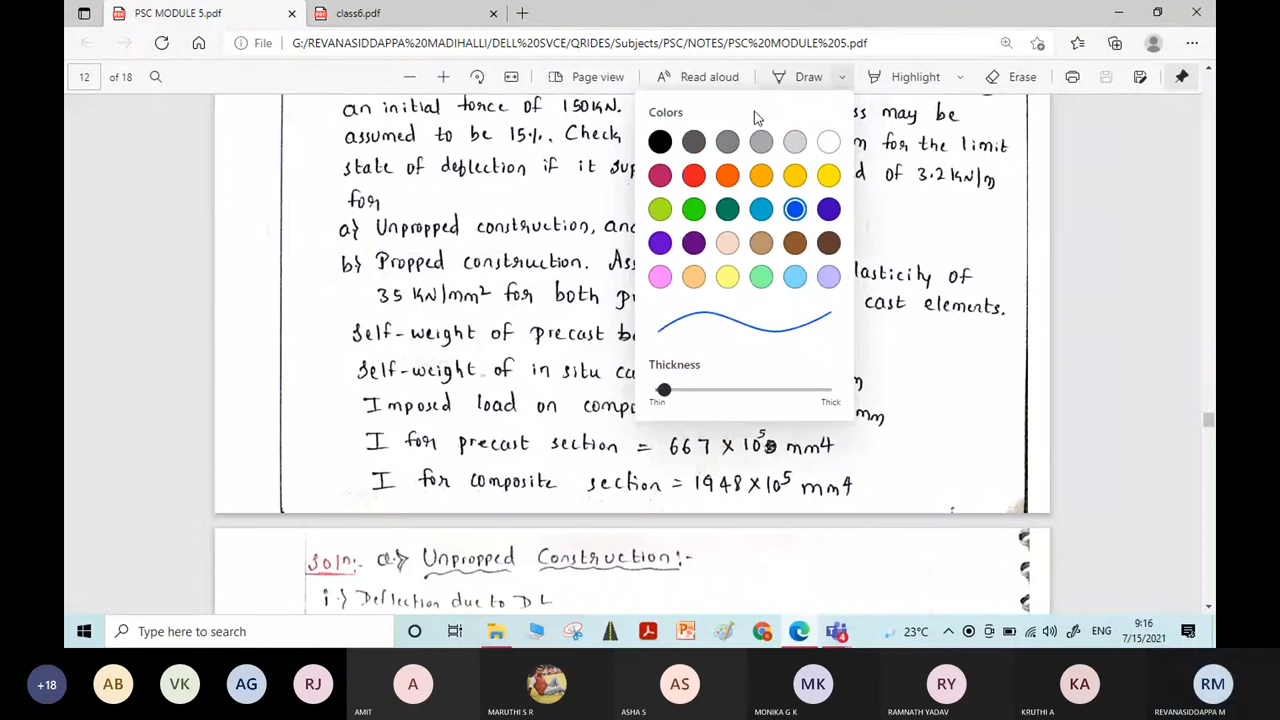 PSC MODULE 5.pdf
class6.pdf
File
G:/REVANASIDDAPPA%20MADIHALLI/DELL%20SVCE/QRIDES/Subjects/PSC/NOTES/PSC%20MODULE%205.pdf
12 of 18
Page view
Read aloud
Draw
Highlight
Erase
Colors
Thickness
Thin
Thick
an initial force of 150KN.
ss may be
assumed to be 15%. Check
m for the limit
state of deflection if it sup
d of 3.2 KN/m
for
a) Unpropped construction, and
b) Propped construction. Ass
lasticity of
35 KN/mm² for both pr
cast elements.
Self-weight of precast be
Self-weight of in situ ca
Imposed load on compo
mm
I for precast section = 667 X 10⁵ mm4
I for composite section = 1948 X 10⁵ mm4
Soln:- a) Unpropped Construction:-
i) Deflection due to DL
Type here to search
4
23°C
ENG
9:16
7/15/2021
+18
AB
VK
AG
RJ
A
AS
MK
RY
KA
RM
AMIT
MARUTHI S R
ASHA S
MONIKA G K
RAMNATH YADAV
KRUTHI A
REVANASIDDAPPA M